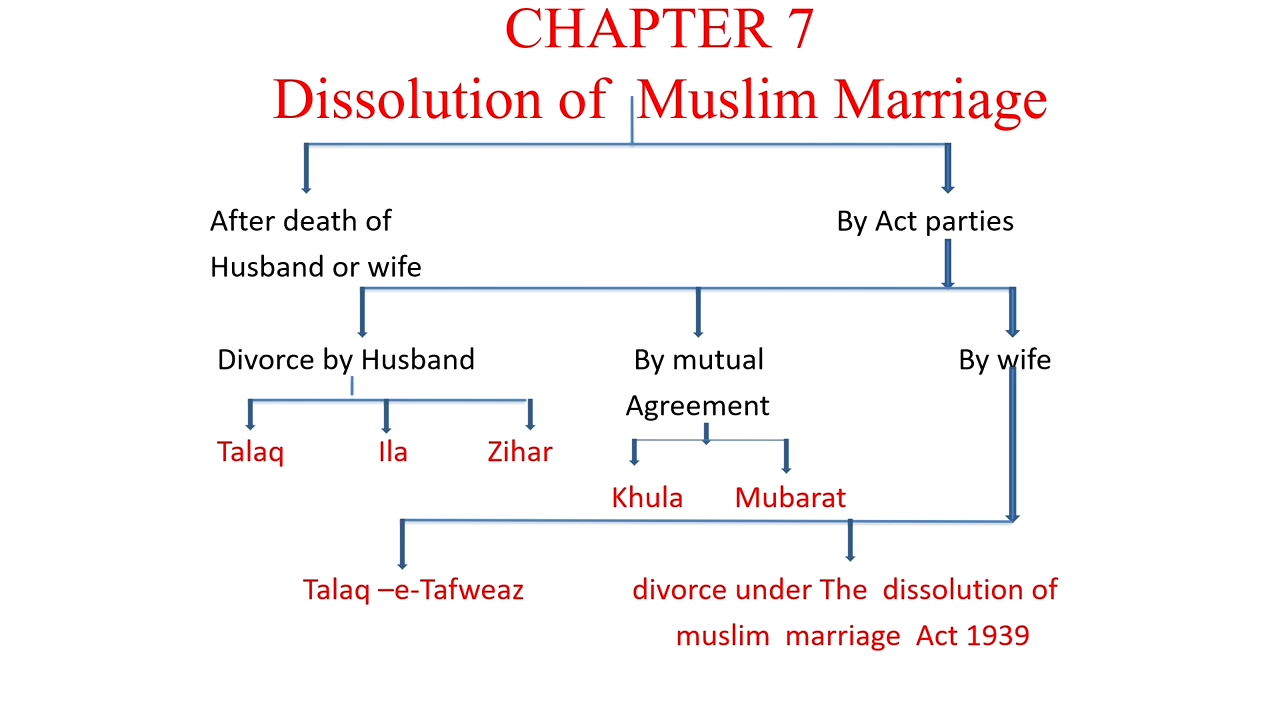 CHAPTER 7
Dissolution of Muslim Marriage
After death of
Husband or wife
By Act parties
Divorce by Husband
By mutual
Agreement
By wife
Talaq
Ila
Zihar
Khula
Mubarat
Talaq –e-Tafweaz
divorce under The dissolution of
muslim marriage Act 1939